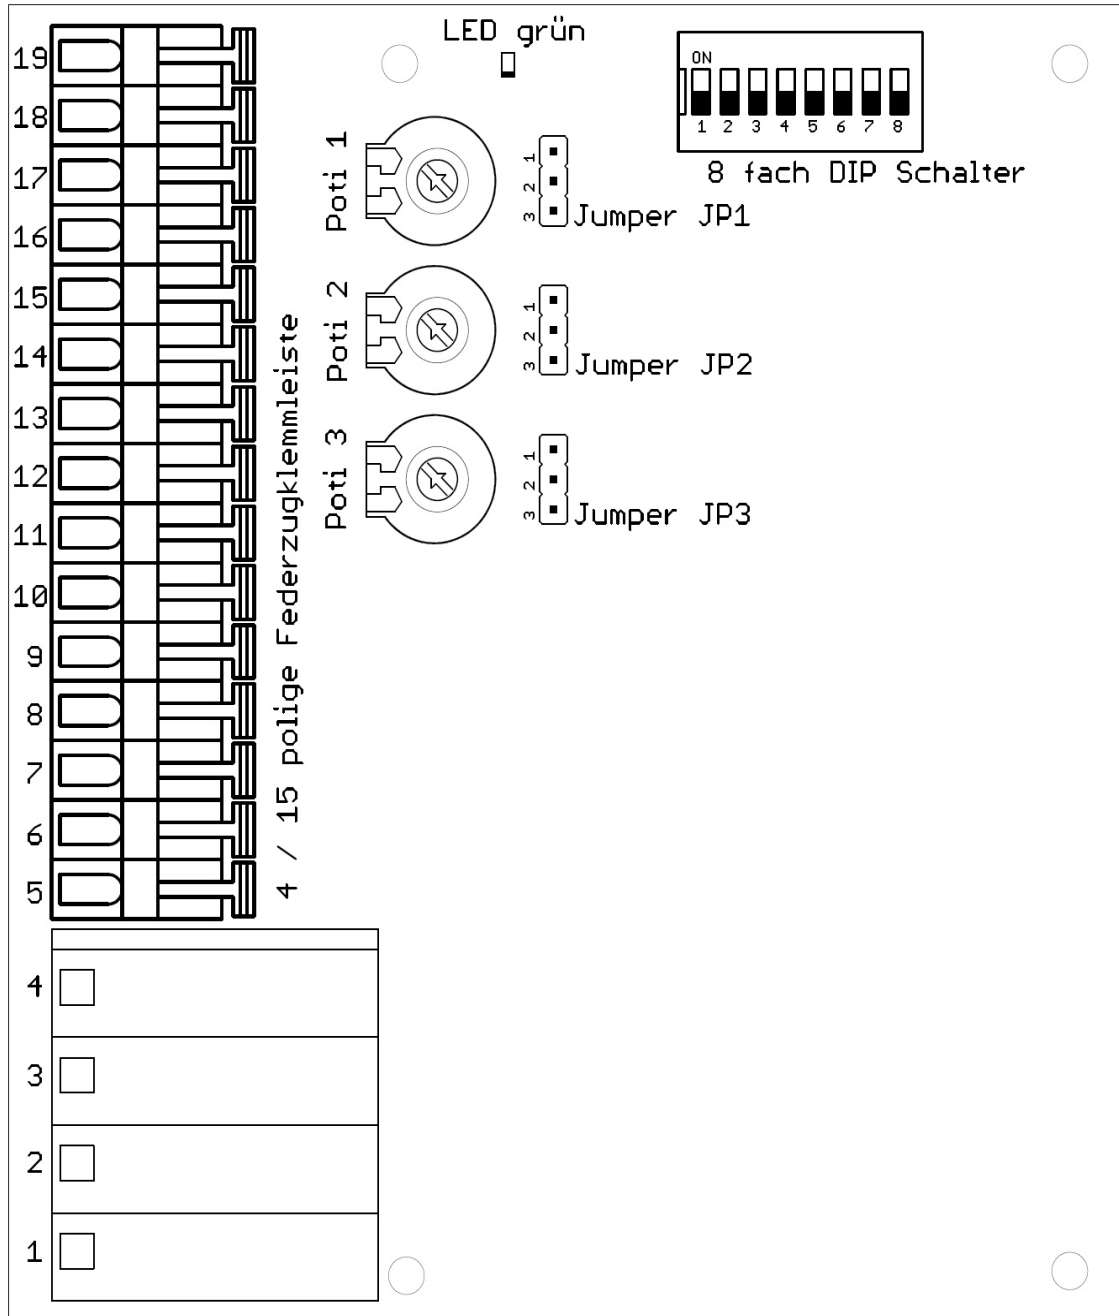 LED grün
ON
1 2 3 4 5 6 7 8
8 fach DIP Schalter
19
18
17
16
15
14
13
12
11
10
9
8
7
6
5
4 / 15 polige Federzugklemmleiste
Poti 1
1
2
3
Jumper JP1
Poti 2
1
2
3
Jumper JP2
Poti 3
1
2
3
Jumper JP3
4
3
2
1